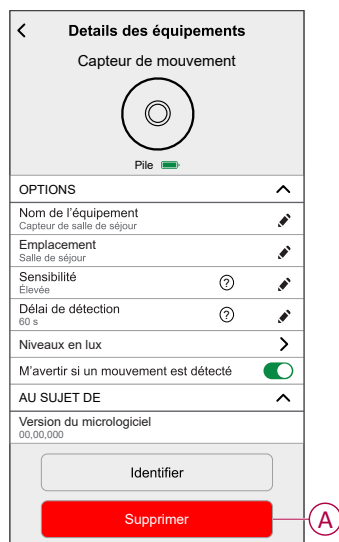 Details des équipements
Capteur de mouvement
Pile
OPTIONS
Nom de l'équipement
Capteur de salle de séjour
Emplacement
Salle de séjour
Sensibilité
?
Élevée
Délai de détection
?
60 s
Niveaux en lux
M'avertir si un mouvement est détecté
AU SUJET DE
Version du micrologiciel
00,00,000
Identifier
Supprimer
A